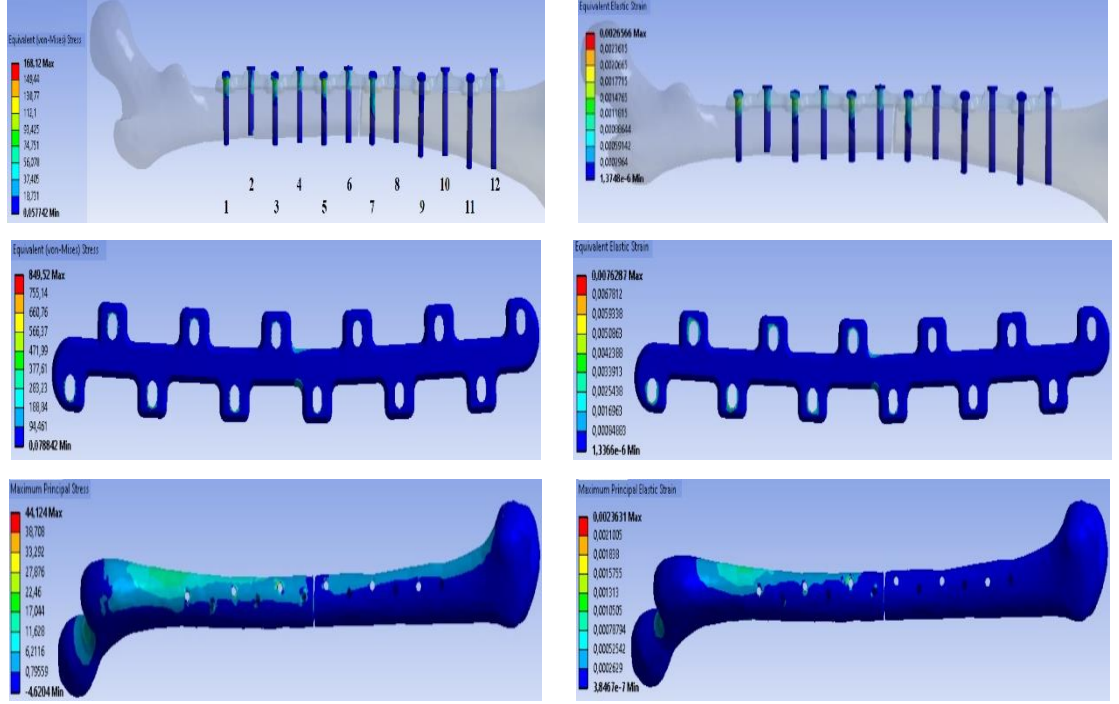 Equivalent (von-Mises) Stress
168,12 Max
149,44
130,77
112,1
93,425
74,751
56,078
37,405
18,731
0,057742 Min
2 4 6 8 10 12
1 3 5 7 9 11
Equivalent Elastic Strain
0,0026566 Max
0,0023615
0,0020665
0,0017715
0,0014765
0,0011815
0,00088644
0,00059142
0,0002964
1,3748e-6 Min
Equivalent (von-Mises) Stress
849,52 Max
755,14
660,76
566,37
471,99
377,61
283,23
188,84
94,461
0,078842 Min
Equivalent Elastic Strain
0,0076287 Max
0,0067812
0,0059338
0,0050863
0,0042388
0,0033913
0,0025438
0,0016963
0,00084883
1,3366e-6 Min
Maximum Principal Stress
44,124 Max
38,708
33,292
27,876
22,46
17,044
11,628
6,2116
0,79559
-4,6204 Min
Maximum Principal Elastic Strain
0,0023631 Max
0,0021005
0,001838
0,0015755
0,001313
0,0010505
0,00078794
0,00052542
0,0002629
3,8467e-7 Min